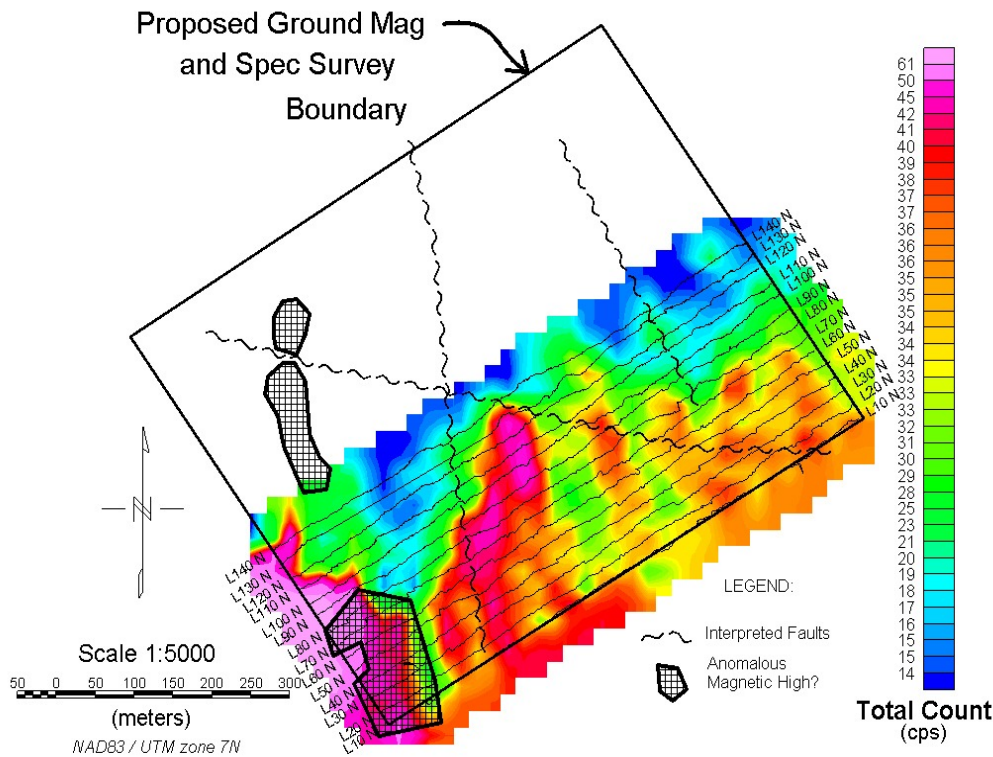 Proposed Ground Mag
and Spec Survey
Boundary
61
50
45
42
41
40
39
38
37
37
36
36
36
35
35
34
34
34
33
33
32
31
30
29
28
25
23
21
20
19
18
17
16
15
15
14
Total Count
(cps)
L140 N
L130 N
L120 N
L110 N
L100 N
L90 N
L80 N
L70 N
L60 N
L50 N
L40 N
L30 N
L20 N
L10 N
N
L140 N
L130 N
L120 N
L110 N
L100 N
L90 N
L80 N
L70 N
L60 N
L50 N
L40 N
L30 N
L20 N
L10 N
LEGEND:
Interpreted Faults
Anomalous
Magnetic High?
Scale 1:5000
50 0 50 100 150 200 250 300
(meters)
NAD83 / UTM zone 7N